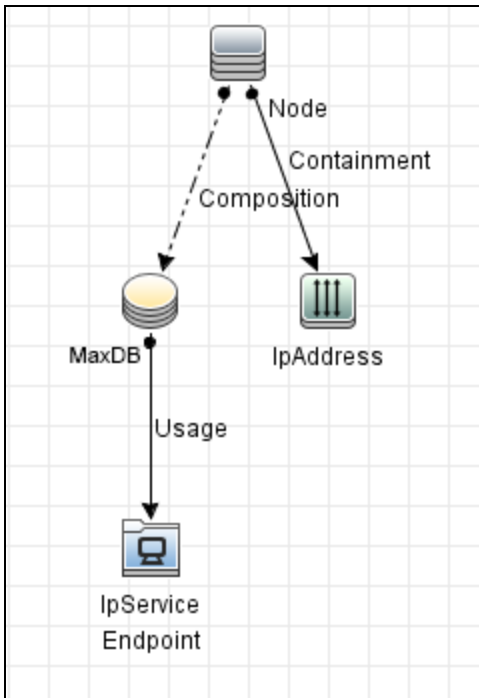 Node
Containment
Composition
MaxDB
IpAddress
Usage
IpService
Endpoint